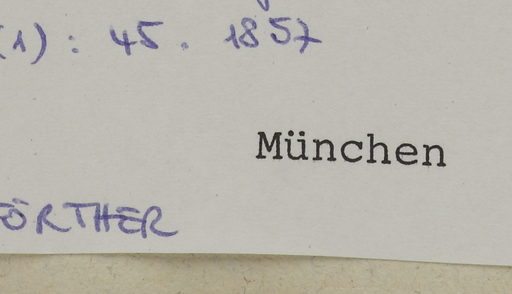 (1): 45. 1857
München
ÖRTHER